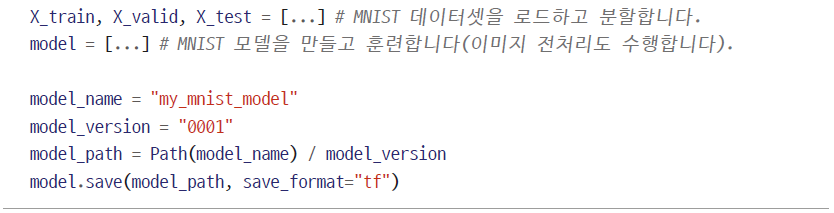 X_train, X_valid, X_test = [...] # MNIST 데이터셋을 로드하고 분할합니다.
model = [...] # MNIST 모델을 만들고 훈련합니다(이미지 전처리도 수행합니다).
model_name = "my_mnist_model"
model_version = "0001"
model_path = Path(model_name) / model_version
model.save(model_path, save_format="tf")